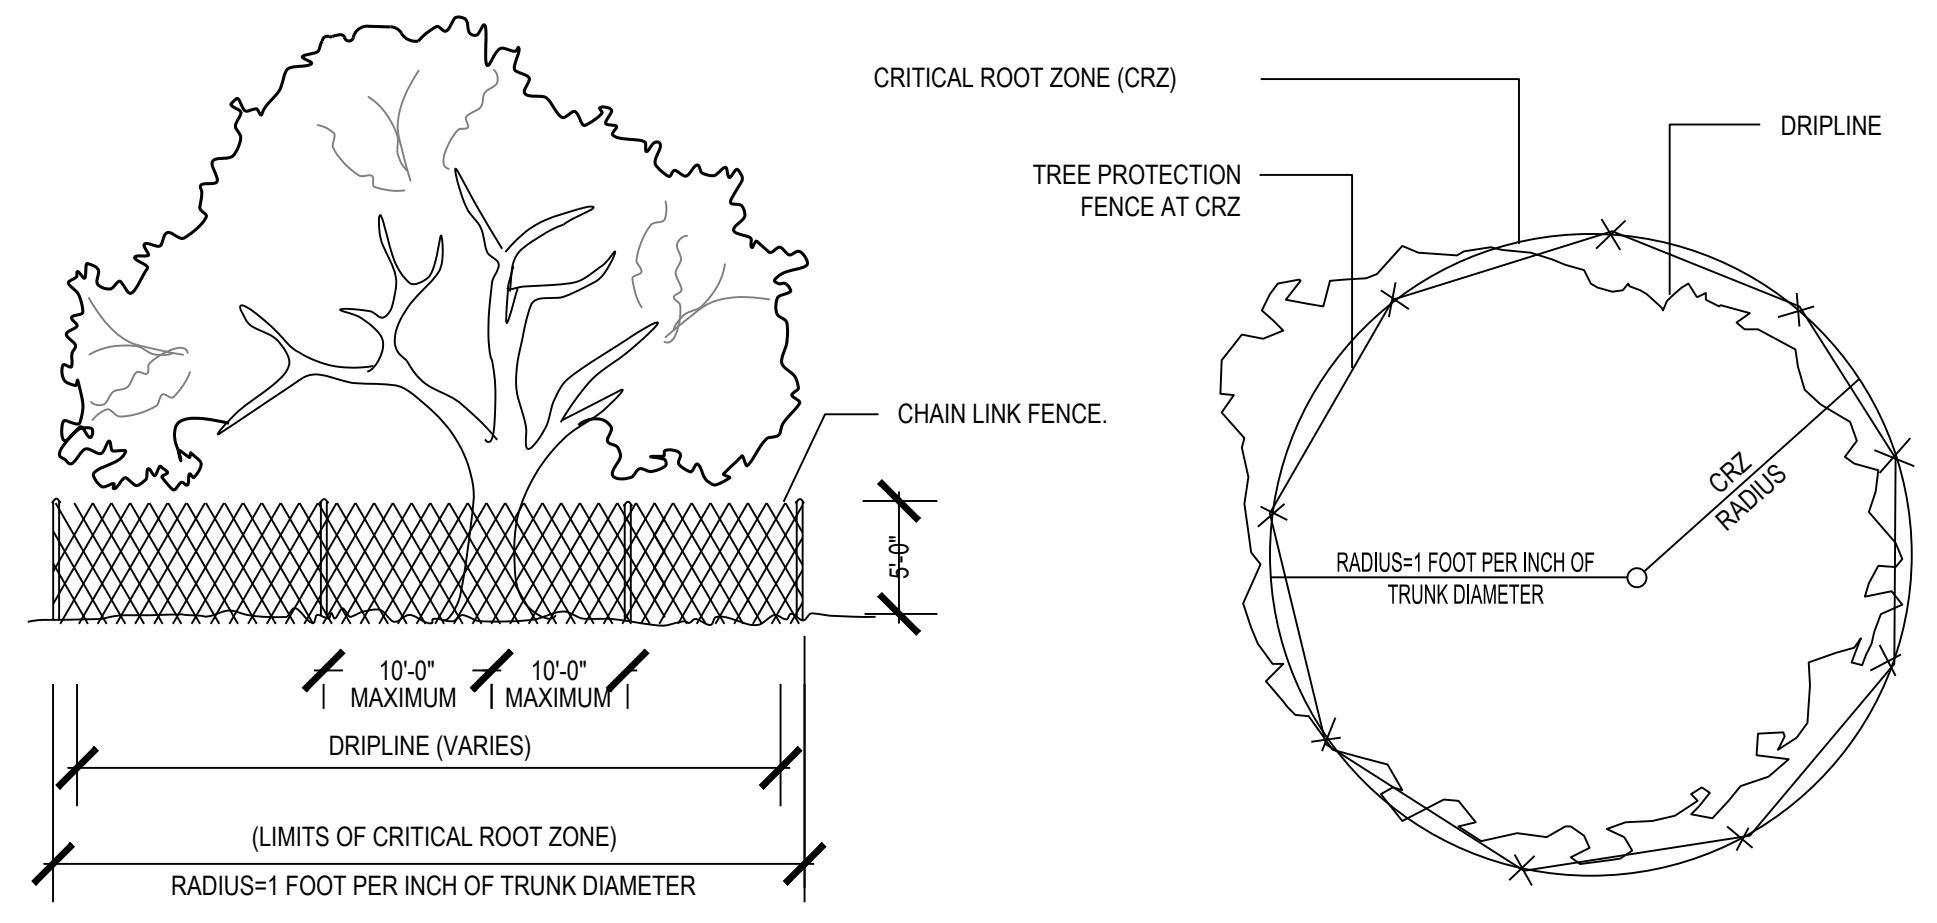 CRITICAL ROOT ZONE (CRZ)
DRIPLINE
TREE PROTECTION
FENCE AT CRZ
CHAIN LINK FENCE.
5'-0"
CRZ
RADIUS
RADIUS=1 FOOT PER INCH OF
TRUNK DIAMETER
10'-0"
MAXIMUM
10'-0"
MAXIMUM
DRIPLINE (VARIES)
(LIMITS OF CRITICAL ROOT ZONE)
RADIUS=1 FOOT PER INCH OF TRUNK DIAMETER